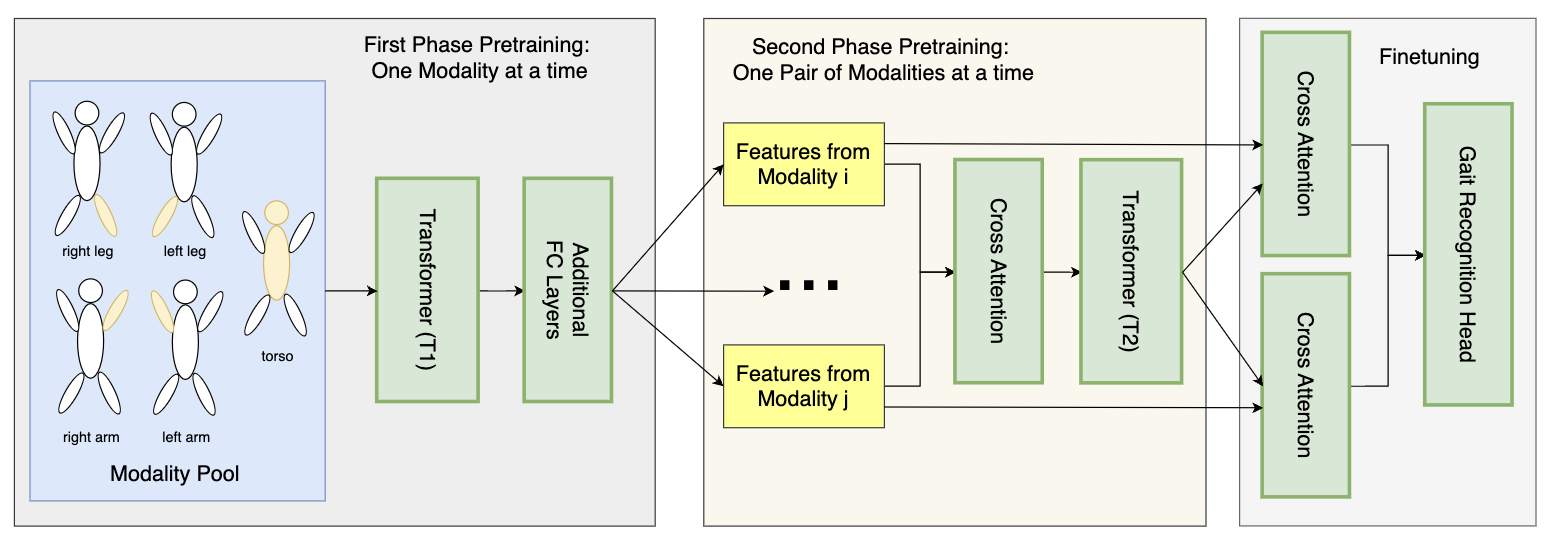 First Phase Pretraining:
One Modality at a time
right leg
left leg
torso
right arm
left arm
Modality Pool
Transformer (T1)
Additional
FC Layers
Second Phase Pretraining:
One Pair of Modalities at a time
Features from
Modality i
Features from
Modality j
Cross Attention
Transformer (T2)
Finetuning
Cross Attention
Cross Attention
Gait Recognition Head